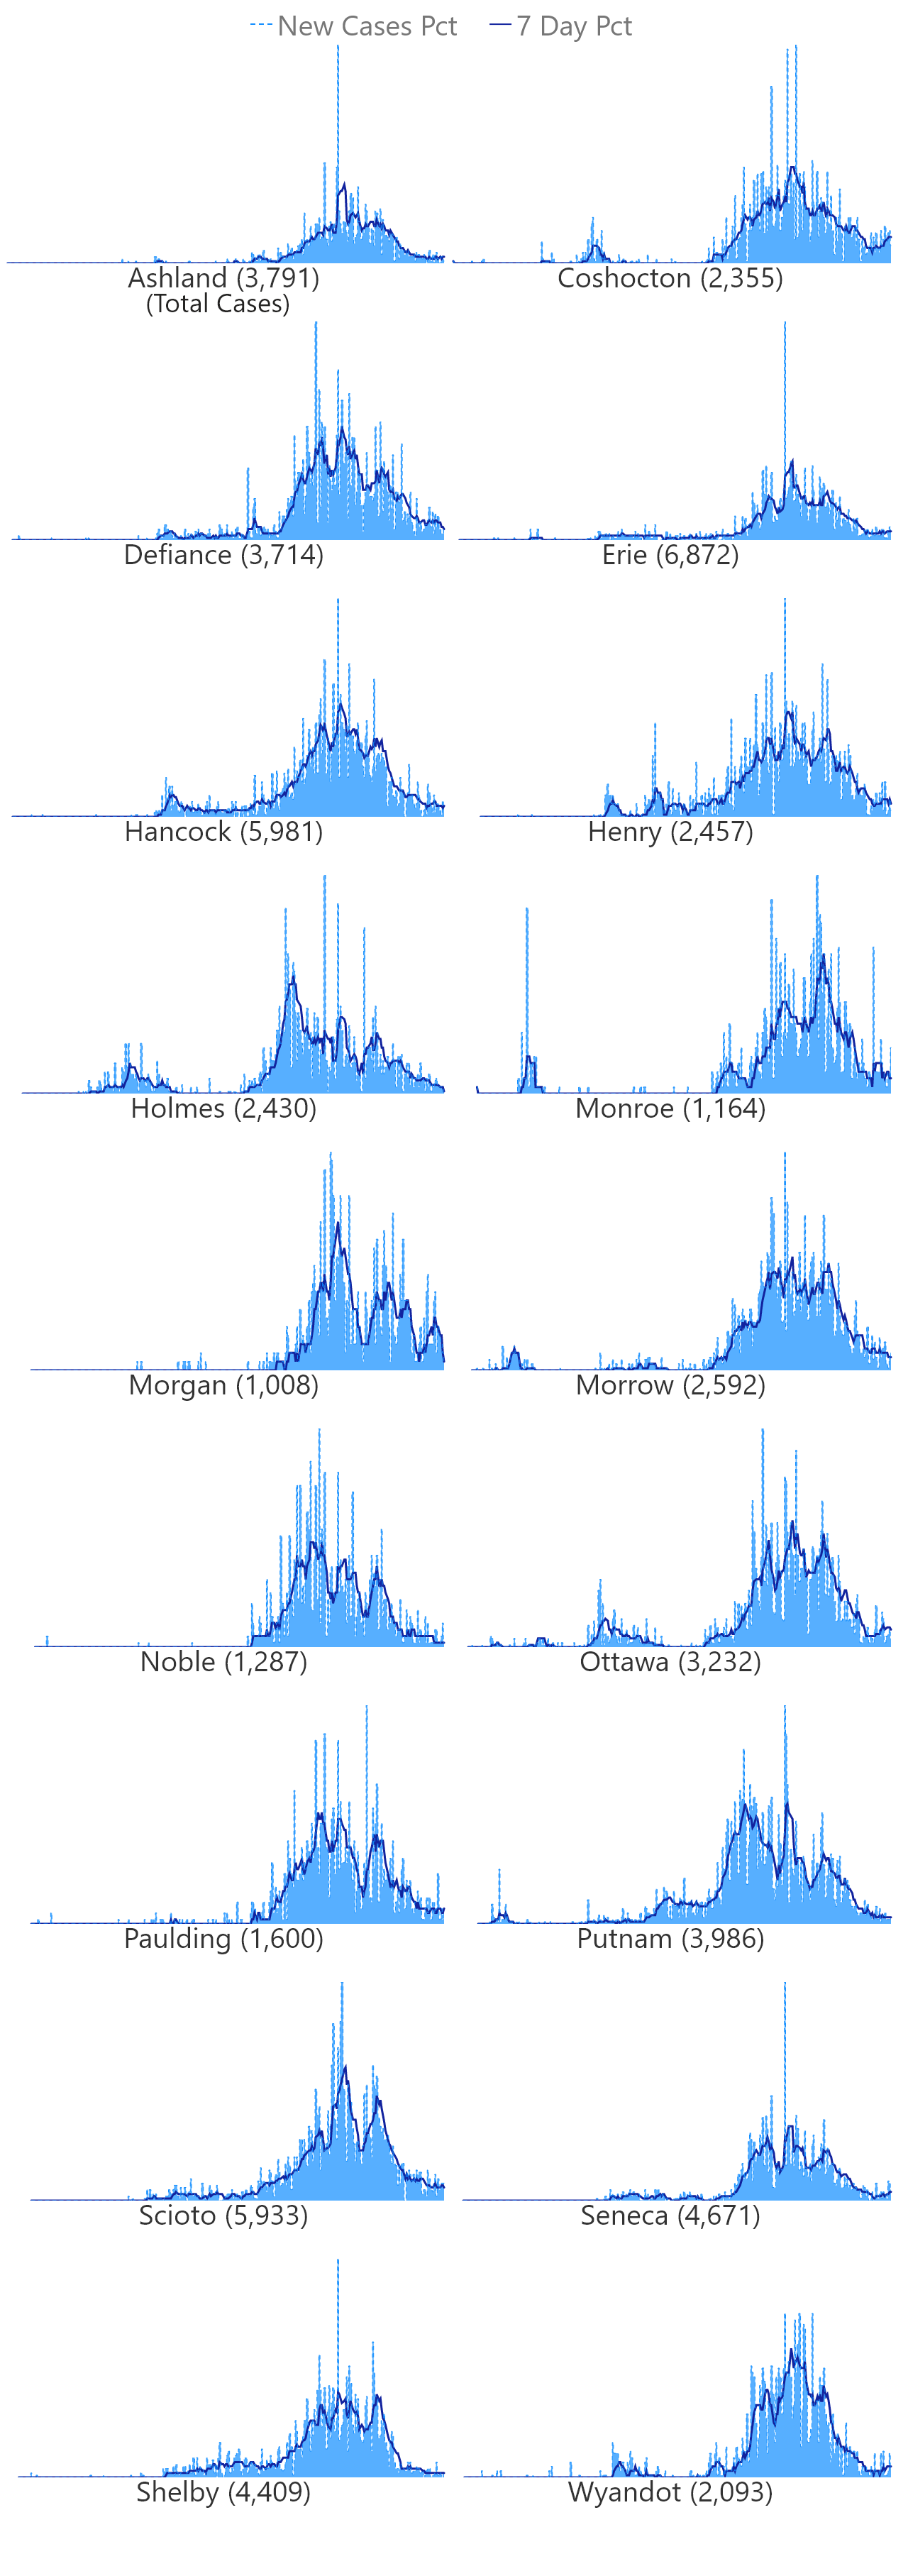 New Cases Pct 7 Day Pct
Ashland (3,791) Coshocton (2,355)
(Total Cases)
Defiance (3,714) Erie (6,872)
Hancock (5,981) Henry (2,457)
Holmes (2,430) Monroe (1,164)
Morgan (1,008) Morrow (2,592)
Noble (1,287) Ottawa (3,232)
Paulding (1,600) Putnam (3,986)
Scioto (5,933) Seneca (4,671)
Shelby (4,409) Wyandot (2,093)